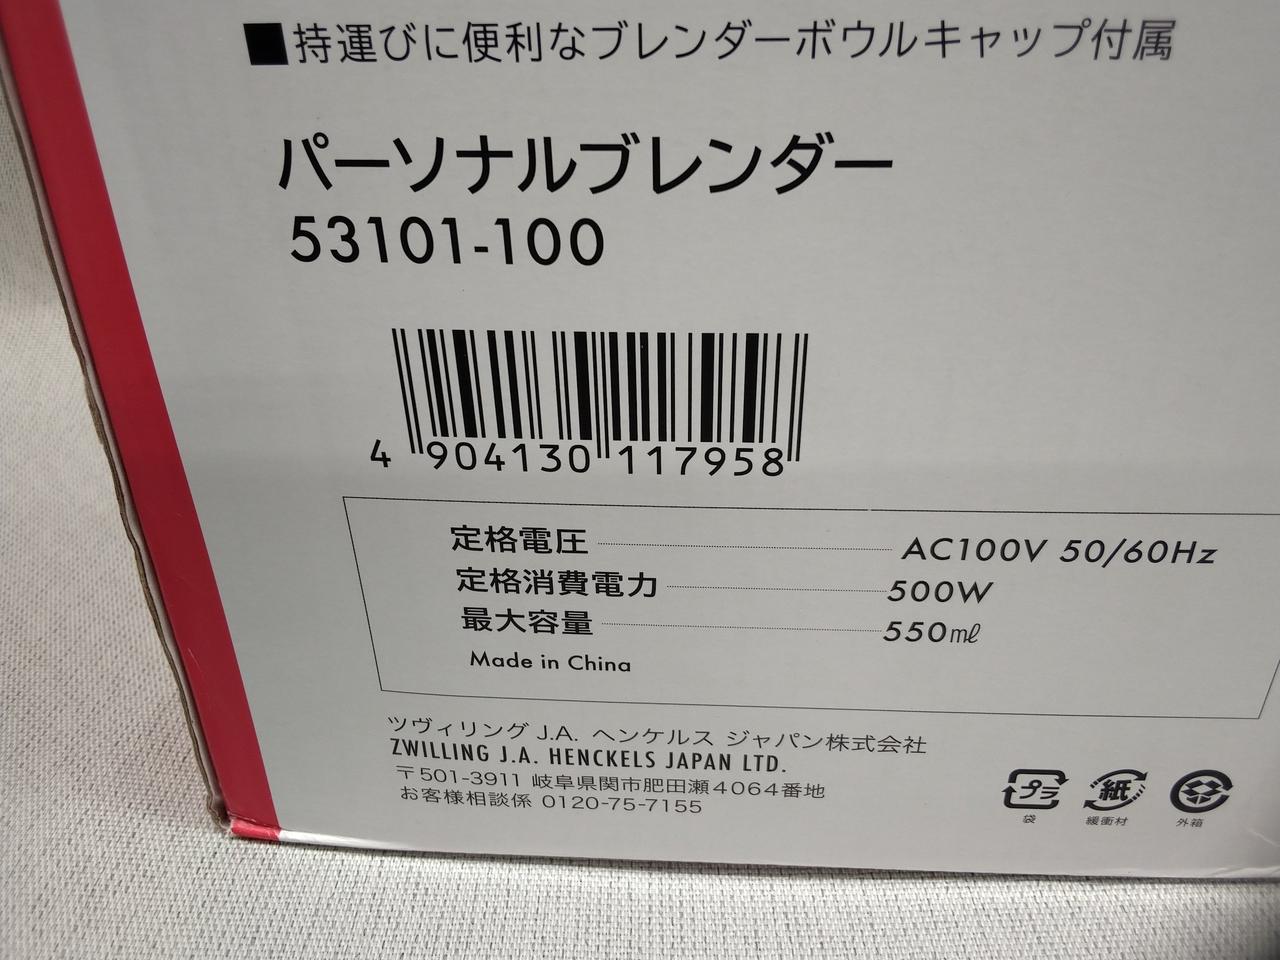 ■持運びに便利なブレンダーボウルキャップ付属
パーソナルブレンダー
53101-100
4 904130 117958
定格電圧 AC100V 50/60Hz
定格消費電力 500W
最大容量 550㎖
Made in China
ツヴィリング J.A. ヘンケルス ジャパン株式会社
ZWILLING J.A. HENCKELS JAPAN LTD.
〒501-3911 岐阜県関市肥田瀬4064番地
お客様相談係 0120-75-7155
プラ 紙
袋 緩衝材 外箱